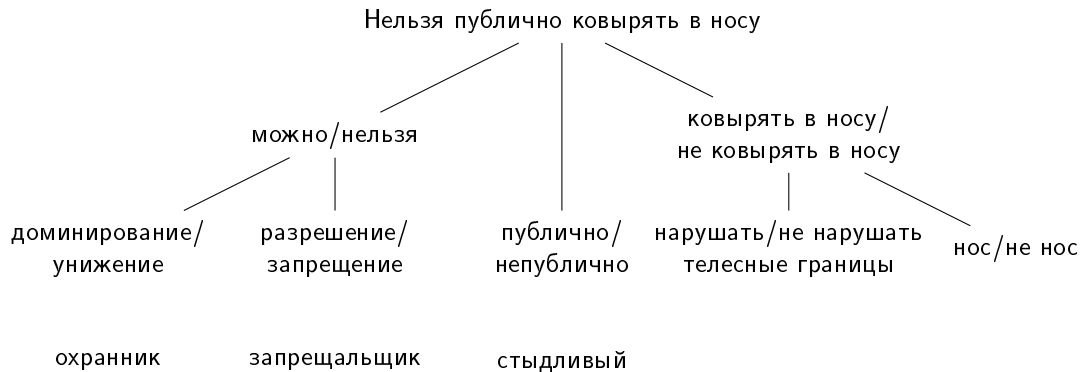 Нельзя публично ковырять в носу
можно/нельзя
ковырять в носу/
не ковырять в носу
доминирование/
унижение
разрешение/
запрещение
публично/
непублично
нарушать/не нарушать
телесные границы
нос/не нос
охранник
запрещальщик
стыдливый